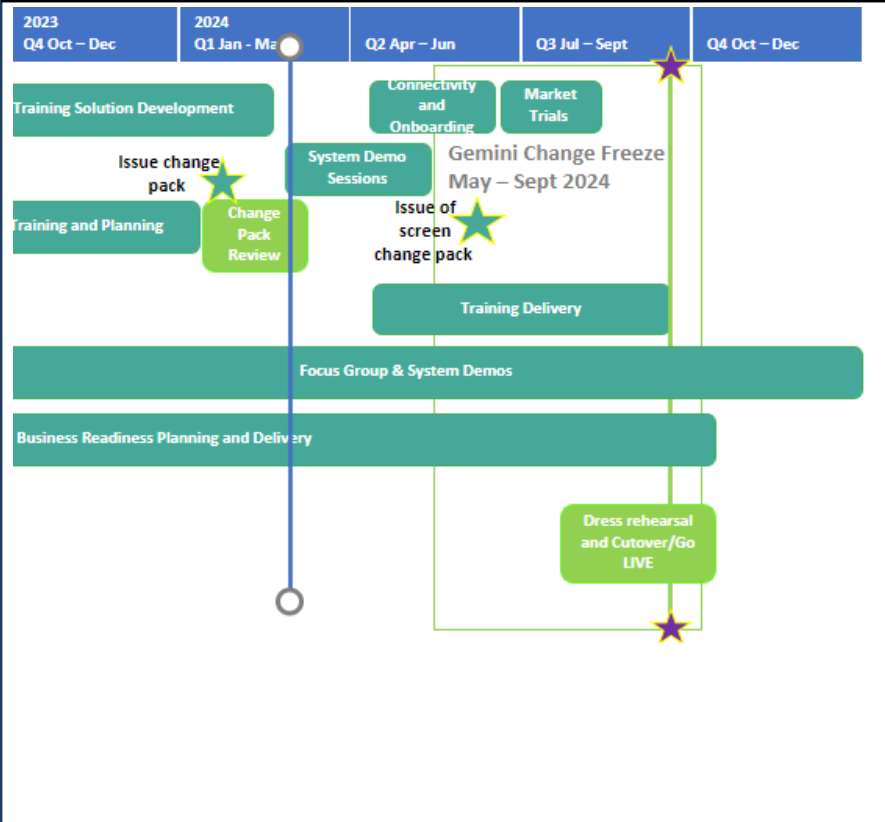 2023
Q4 Oct – Dec
2024
Q1 Jan - Ma
Q2 Apr – Jun
Q3 Jul – Sept
Q4 Oct – Dec
Training Solution Development
Connectivity
and
Onboarding
Market
Trials
Issue change
pack
System Demo
Sessions
Gemini Change Freeze
May – Sept 2024
Training and Planning
Change
Pack
Review
Issue of
screen
change pack
Training Delivery
Focus Group & System Demos
Business Readiness Planning and Delivery
Dress rehearsal
and Cutover/Go
LIVE